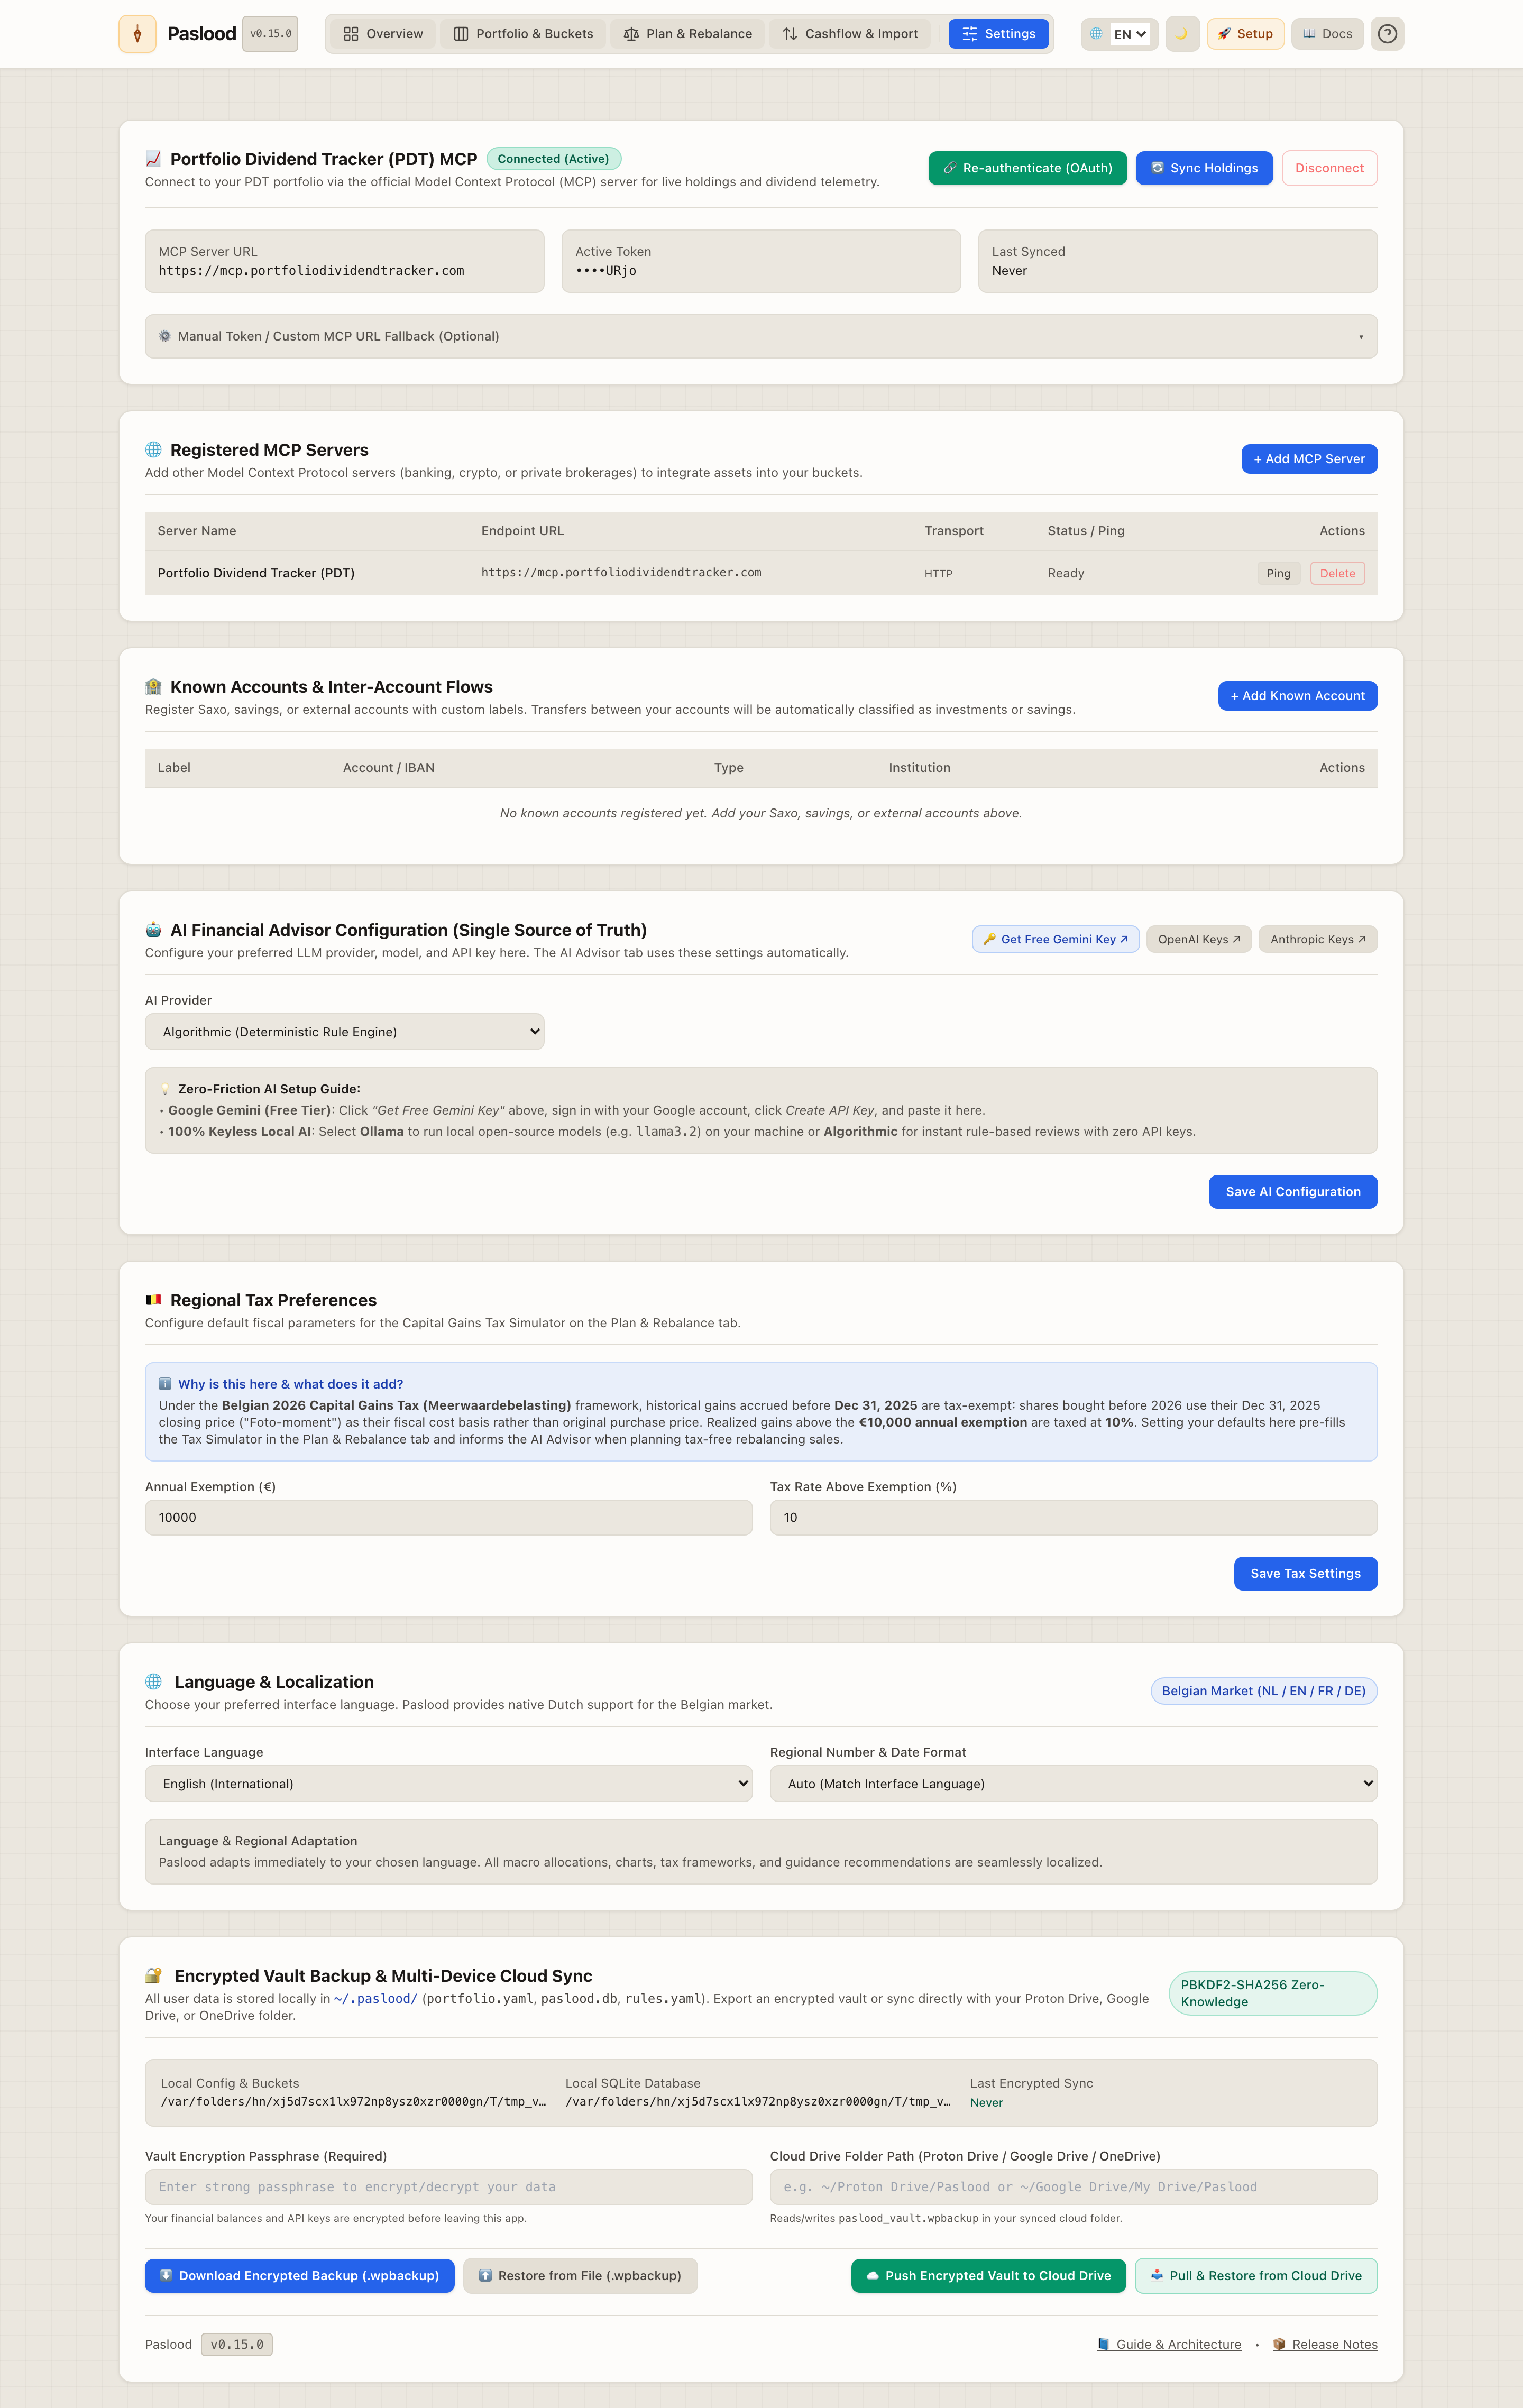 Paslood v0.15.0 Overview Portfolio & Buckets Plan & Rebalance Cashflow & Import Settings EN Setup Docs
Portfolio Dividend Tracker (PDT) MCP Connected (Active)
Connect to your PDT portfolio via the official Model Context Protocol (MCP) server for live holdings and dividend telemetry.
Re-authenticate (OAuth) Sync Holdings Disconnect
MCP Server URL
https://mcp.portfoliodividendtracker.com
Active Token
••••URjo
Last Synced
Never
Manual Token / Custom MCP URL Fallback (Optional)
Registered MCP Servers
Add other Model Context Protocol servers (banking, crypto, or private brokerages) to integrate assets into your buckets.
+ Add MCP Server
Server Name Endpoint URL Transport Status / Ping Actions
Portfolio Dividend Tracker (PDT) https://mcp.portfoliodividendtracker.com HTTP Ready Ping Delete
Known Accounts & Inter-Account Flows
Register Saxo, savings, or external accounts with custom labels. Transfers between your accounts will be automatically classified as investments or savings.
+ Add Known Account
Label Account / IBAN Type Institution Actions
No known accounts registered yet. Add your Saxo, savings, or external accounts above.
AI Financial Advisor Configuration (Single Source of Truth)
Configure your preferred LLM provider, model, and API key here. The AI Advisor tab uses these settings automatically.
Get Free Gemini Key ↗ OpenAI Keys ↗ Anthropic Keys ↗
AI Provider
Algorithmic (Deterministic Rule Engine)
Zero-Friction AI Setup Guide:
• Google Gemini (Free Tier): Click "Get Free Gemini Key" above, sign in with your Google account, click Create API Key, and paste it here.
• 100% Keyless Local AI: Select Ollama to run local open-source models (e.g. llama3.2) on your machine or Algorithmic for instant rule-based reviews with zero API keys.
Save AI Configuration
Regional Tax Preferences
Configure default fiscal parameters for the Capital Gains Tax Simulator on the Plan & Rebalance tab.
Why is this here & what does it add?
Under the Belgian 2026 Capital Gains Tax (Meerwaardebelasting) framework, historical gains accrued before Dec 31, 2025 are tax-exempt: shares bought before 2026 use their Dec 31, 2025
closing price ("Foto-moment") as their fiscal cost basis rather than original purchase price. Realized gains above the €10,000 annual exemption are taxed at 10%. Setting your defaults here pre-fills
the Tax Simulator in the Plan & Rebalance tab and informs the AI Advisor when planning tax-free rebalancing sales.
Annual Exemption (€)
10000
Tax Rate Above Exemption (%)
10
Save Tax Settings
Language & Localization
Choose your preferred interface language. Paslood provides native Dutch support for the Belgian market.
Belgian Market (NL / EN / FR / DE)
Interface Language
English (International)
Regional Number & Date Format
Auto (Match Interface Language)
Language & Regional Adaptation
Paslood adapts immediately to your chosen language. All macro allocations, charts, tax frameworks, and guidance recommendations are seamlessly localized.
Encrypted Vault Backup & Multi-Device Cloud Sync
All user data is stored locally in ~/.paslood/ (portfolio.yaml, paslood.db, rules.yaml). Export an encrypted vault or sync directly with your Proton Drive, Google
Drive, or OneDrive folder.
PBKDF2-SHA256 Zero-
Knowledge
Local Config & Buckets
/var/folders/hn/xj5d7scx1lx972np8ysz0xzr0000gn/T/tmp_v…
Local SQLite Database
/var/folders/hn/xj5d7scx1lx972np8ysz0xzr0000gn/T/tmp_v…
Last Encrypted Sync
Never
Vault Encryption Passphrase (Required)
Enter strong passphrase to encrypt/decrypt your data
Your financial balances and API keys are encrypted before leaving this app.
Cloud Drive Folder Path (Proton Drive / Google Drive / OneDrive)
e.g. ~/Proton Drive/Paslood or ~/Google Drive/My Drive/Paslood
Reads/writes paslood_vault.wpbackup in your synced cloud folder.
Download Encrypted Backup (.wpbackup) Restore from File (.wpbackup) Push Encrypted Vault to Cloud Drive Pull & Restore from Cloud Drive
Paslood v0.15.0 Guide & Architecture • Release Notes